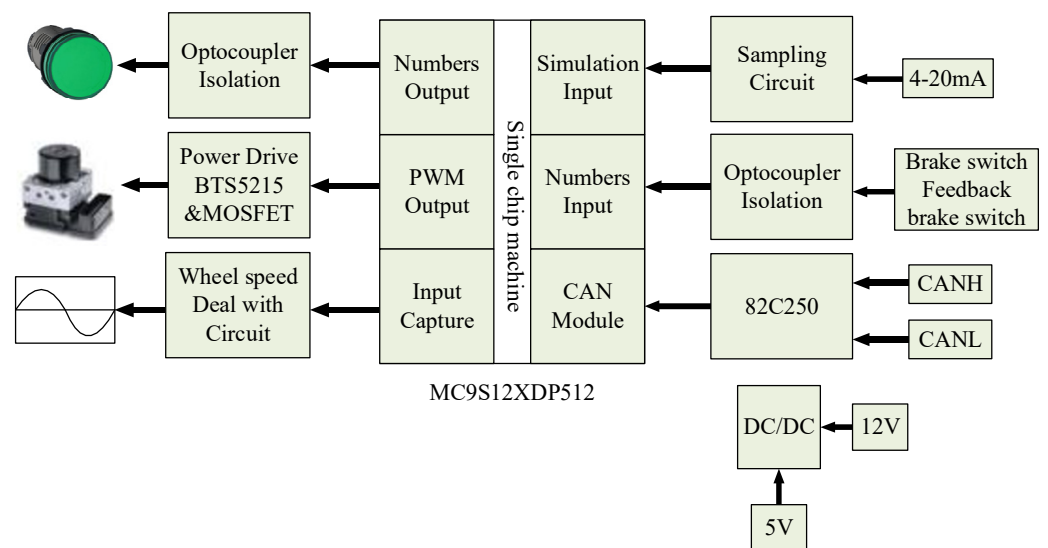 Optocoupler
Isolation
Numbers
Output
Simulation
Input
Sampling
Circuit
4-20mA
Power Drive
BTS5215
&MOSFET
PWM
Output
Single chip machine
Numbers
Input
Optocoupler
Isolation
Brake switch
Feedback
brake switch
Wheel speed
Deal with
Circuit
Input
Capture
CAN
Module
82C250
CANH
CANL
MC9S12XDP512
DC/DC
12V
5V